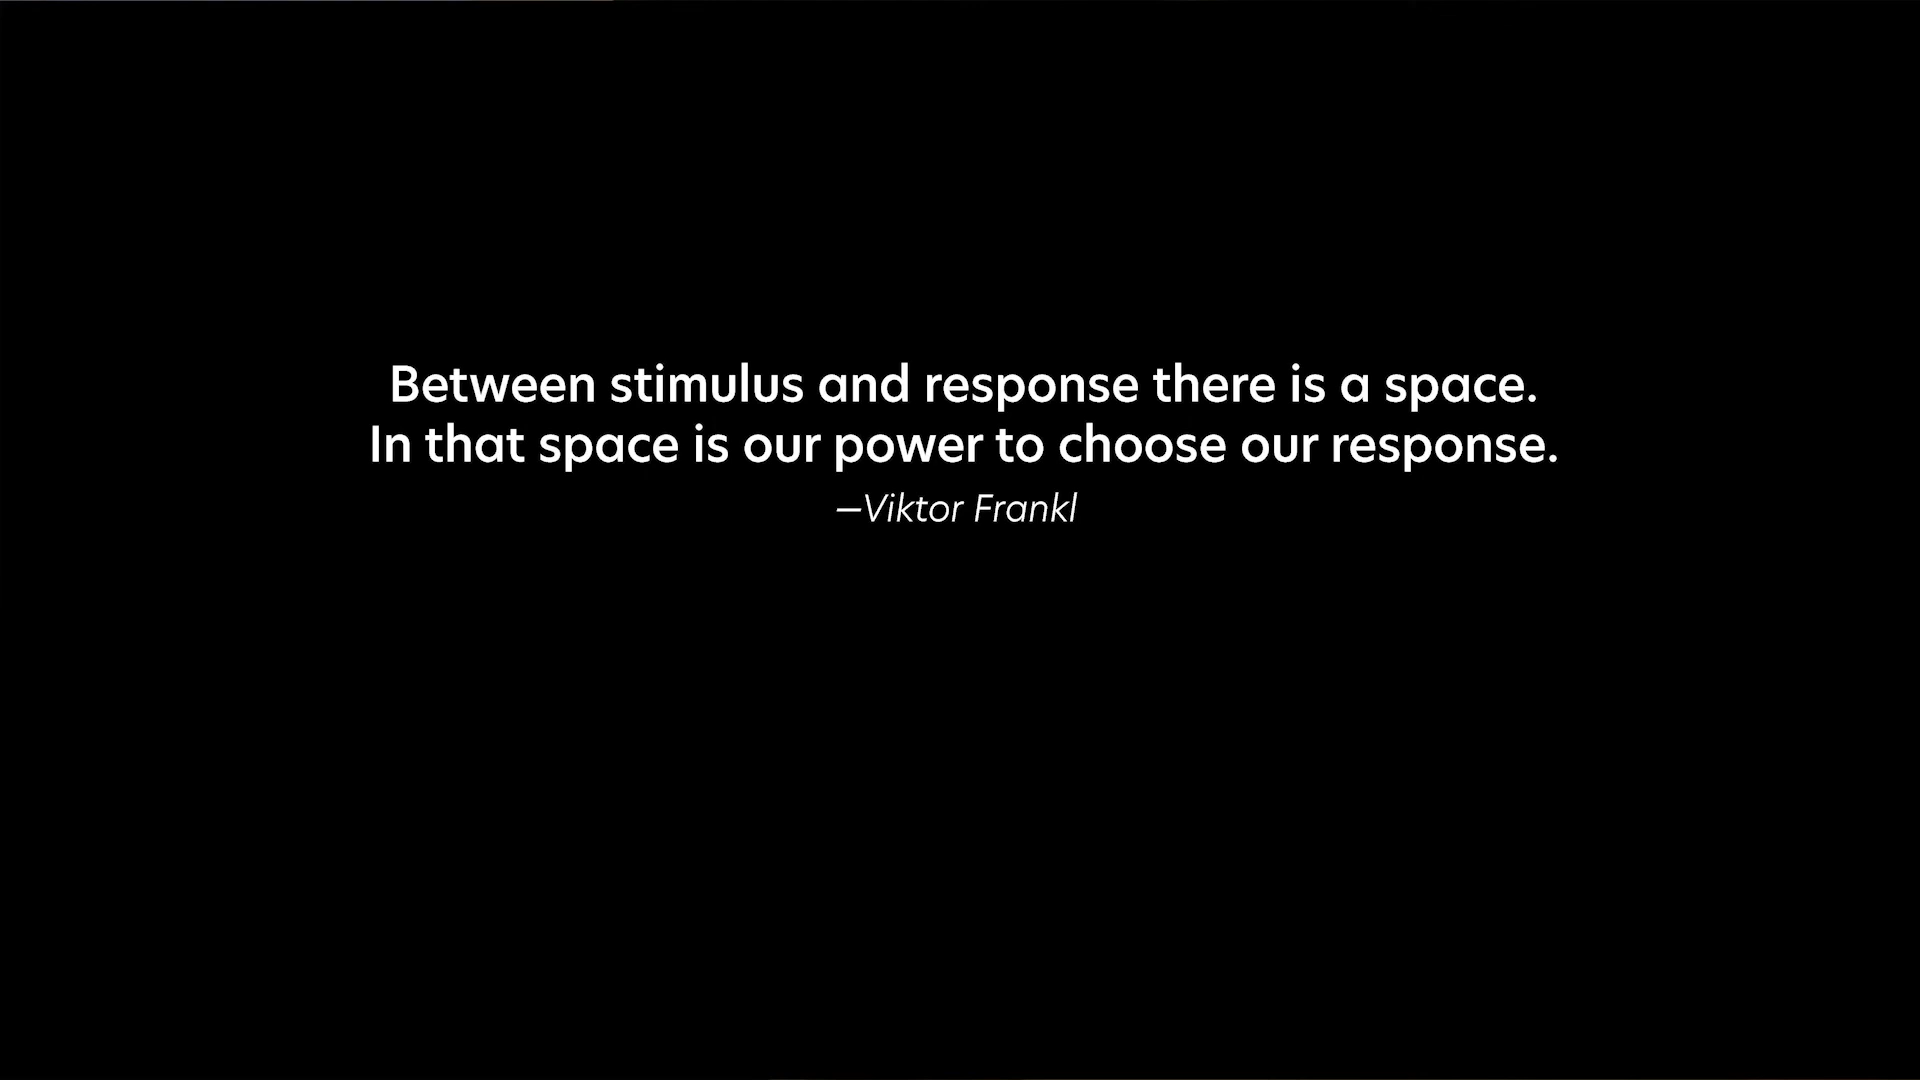 Between stimulus and response there is a space.
In that space is our power to choose our response.
—Viktor Frankl